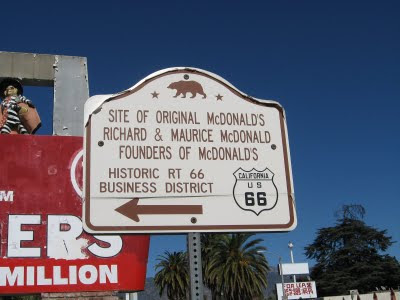 SITE OF ORIGINAL McDONALD'S
RICHARD & MAURICE McDONALD
FOUNDERS OF McDONALD'S
HISTORIC RT 66
BUSINESS DISTRICT
CALIFORNIA
US
66
M
ERS
MILLION